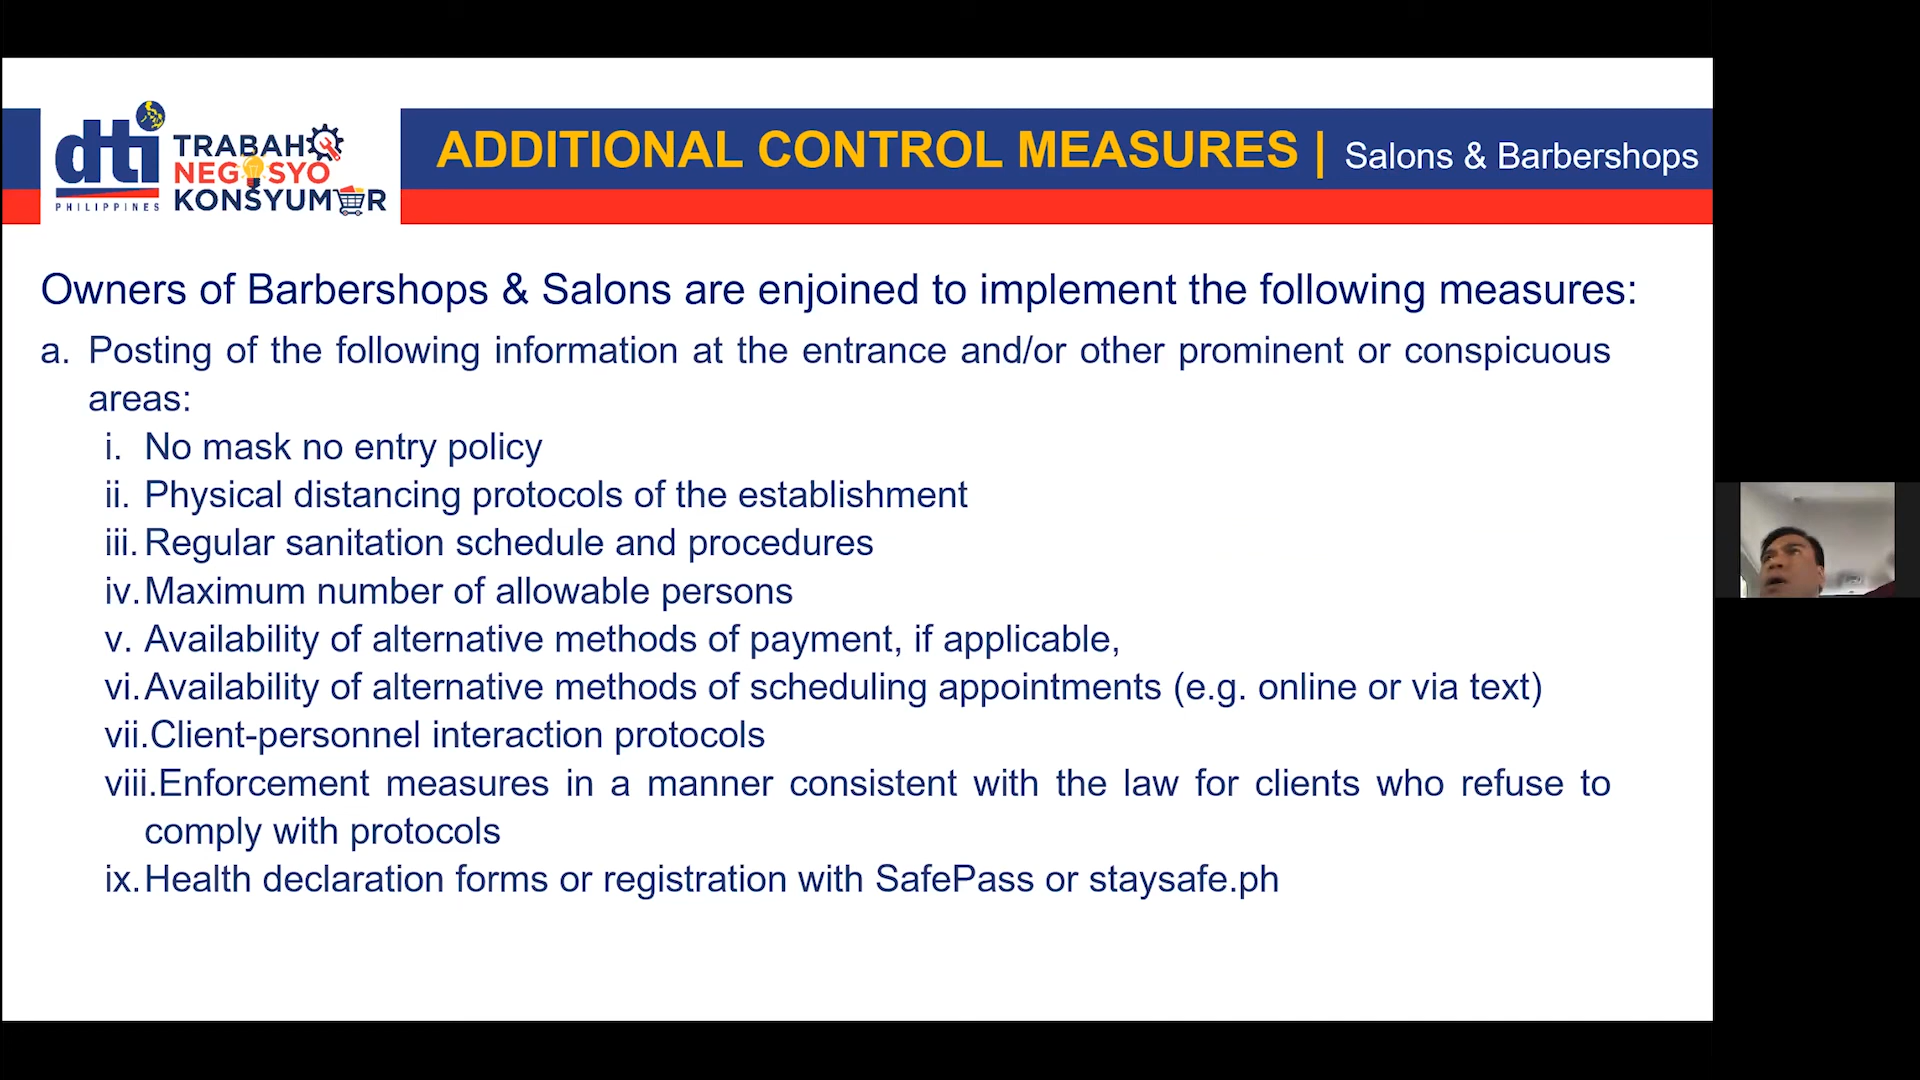 dti
PHILIPPINES
TRABAHO
NEGOSYO
KONSYUMER
ADDITIONAL CONTROL MEASURES | Salons & Barbershops
Owners of Barbershops & Salons are enjoined to implement the following measures:
a. Posting of the following information at the entrance and/or other prominent or conspicuous
areas:
i. No mask no entry policy
ii. Physical distancing protocols of the establishment
iii. Regular sanitation schedule and procedures
iv. Maximum number of allowable persons
v. Availability of alternative methods of payment, if applicable,
vi. Availability of alternative methods of scheduling appointments (e.g. online or via text)
vii. Client-personnel interaction protocols
viii. Enforcement measures in a manner consistent with the law for clients who refuse to
comply with protocols
ix. Health declaration forms or registration with SafePass or staysafe.ph